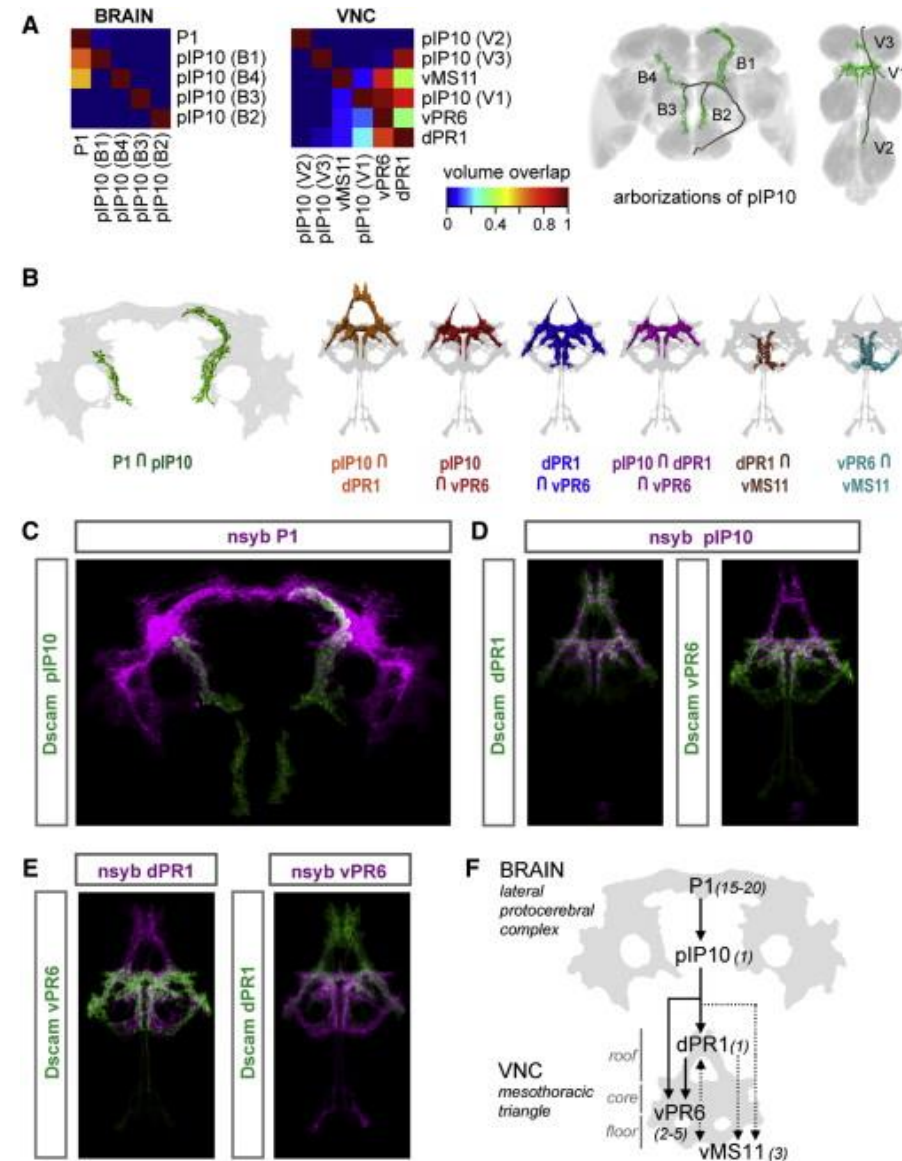 A
BRAIN
P1
pIP10 (B1)
pIP10 (B4)
pIP10 (B3)
pIP10 (B2)
P1
pIP10 (B1)
pIP10 (B4)
pIP10 (B3)
pIP10 (B2)
VNC
pIP10 (V2)
pIP10 (V3)
vMS11
pIP10 (V1)
vPR6
dPR1
pIP10 (V2)
pIP10 (V3)
vMS11
pIP10 (V1)
vPR6
dPR1
volume overlap
0 0.4 0.8 1
B4
B1
B3
B2
arborizations of pIP10
V3
V1
V2
B
P1 ∩ pIP10
pIP10 ∩
dPR1
pIP10
∩ vPR6
dPR1
∩ vPR6
pIP10 ∩ dPR1
∩ vPR6
dPR1 ∩
vMS11
vPR6 ∩
vMS11
C
nsyb P1
Dscam pIP10
D
nsyb pIP10
Dscam dPR1
Dscam vPR6
E
nsyb dPR1
Dscam vPR6
nsyb vPR6
Dscam dPR1
F
BRAIN
lateral
protocerebral
complex
P1(15-20)
pIP10 (1)
VNC
mesothoracic
triangle
roof
core
floor
dPR1(1)
vPR6
(2-5)
vMS11(3)